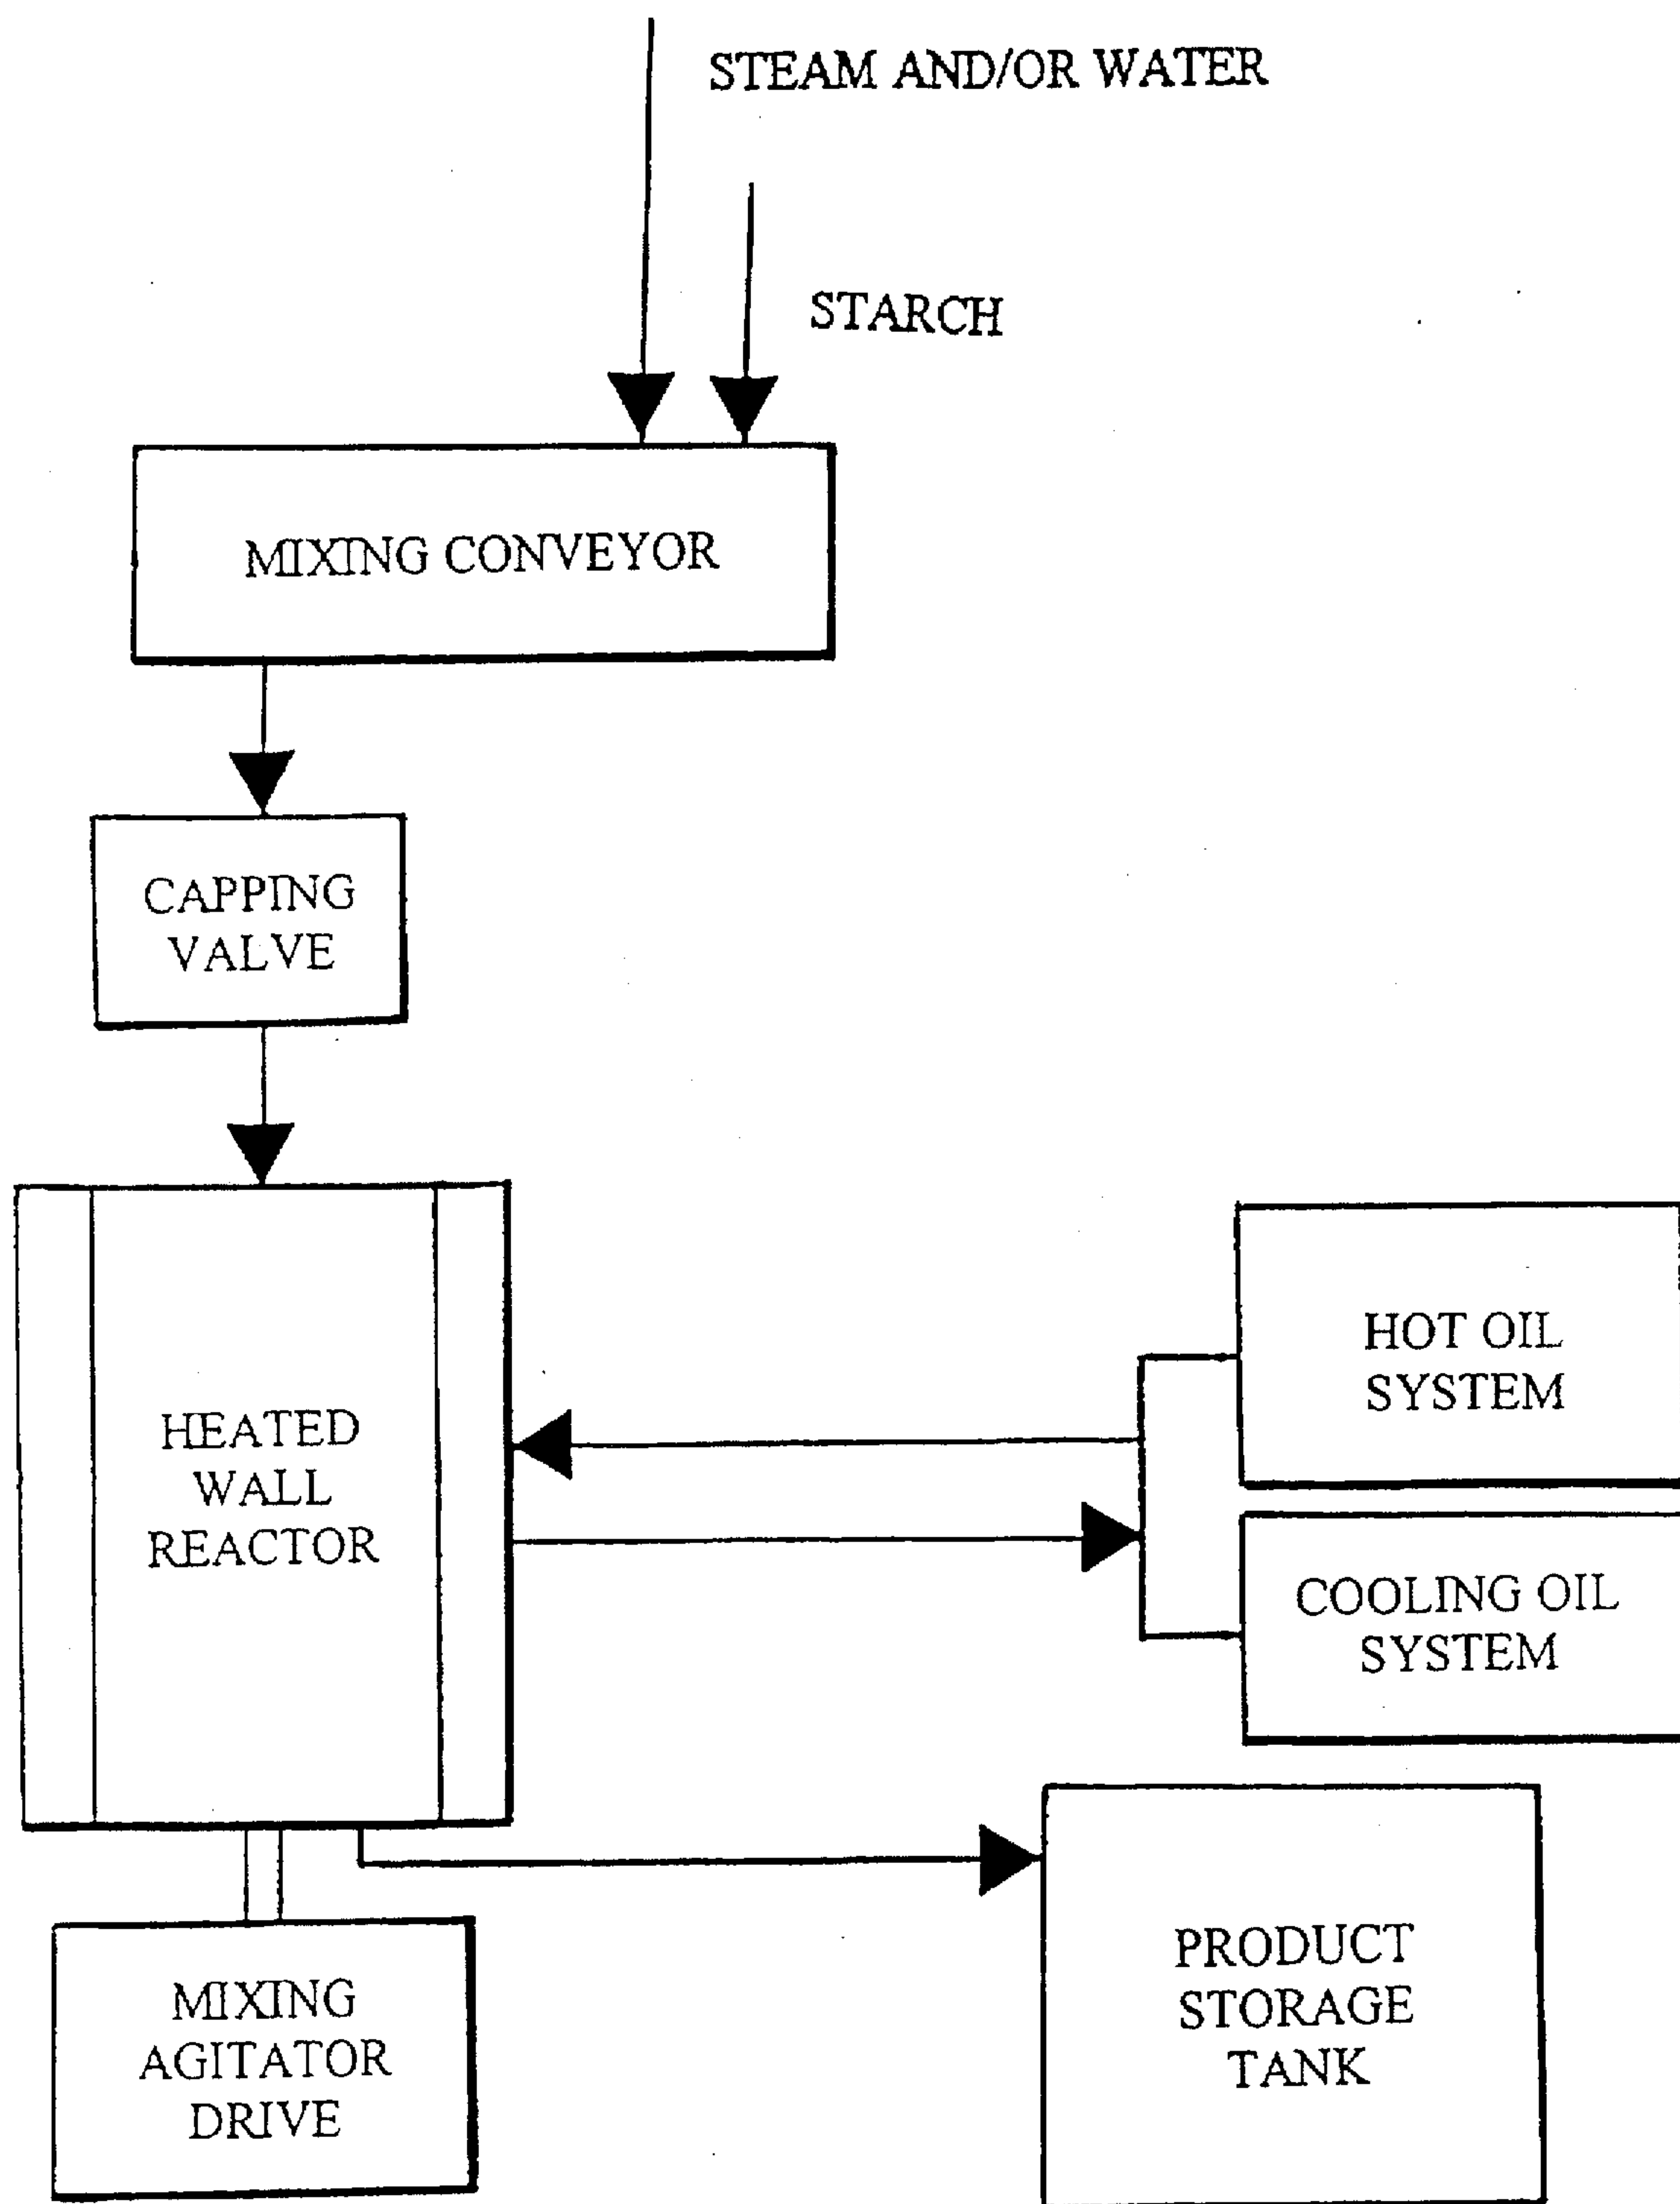 STEAM AND/OR WATER
STARCH
MIXING CONVEYOR
CAPPING
VALVE
HEATED
WALL
REACTOR
HOT OIL
SYSTEM
COOLING OIL
SYSTEM
PRODUCT
STORAGE
TANK
MIXING
AGITATOR
DRIVE